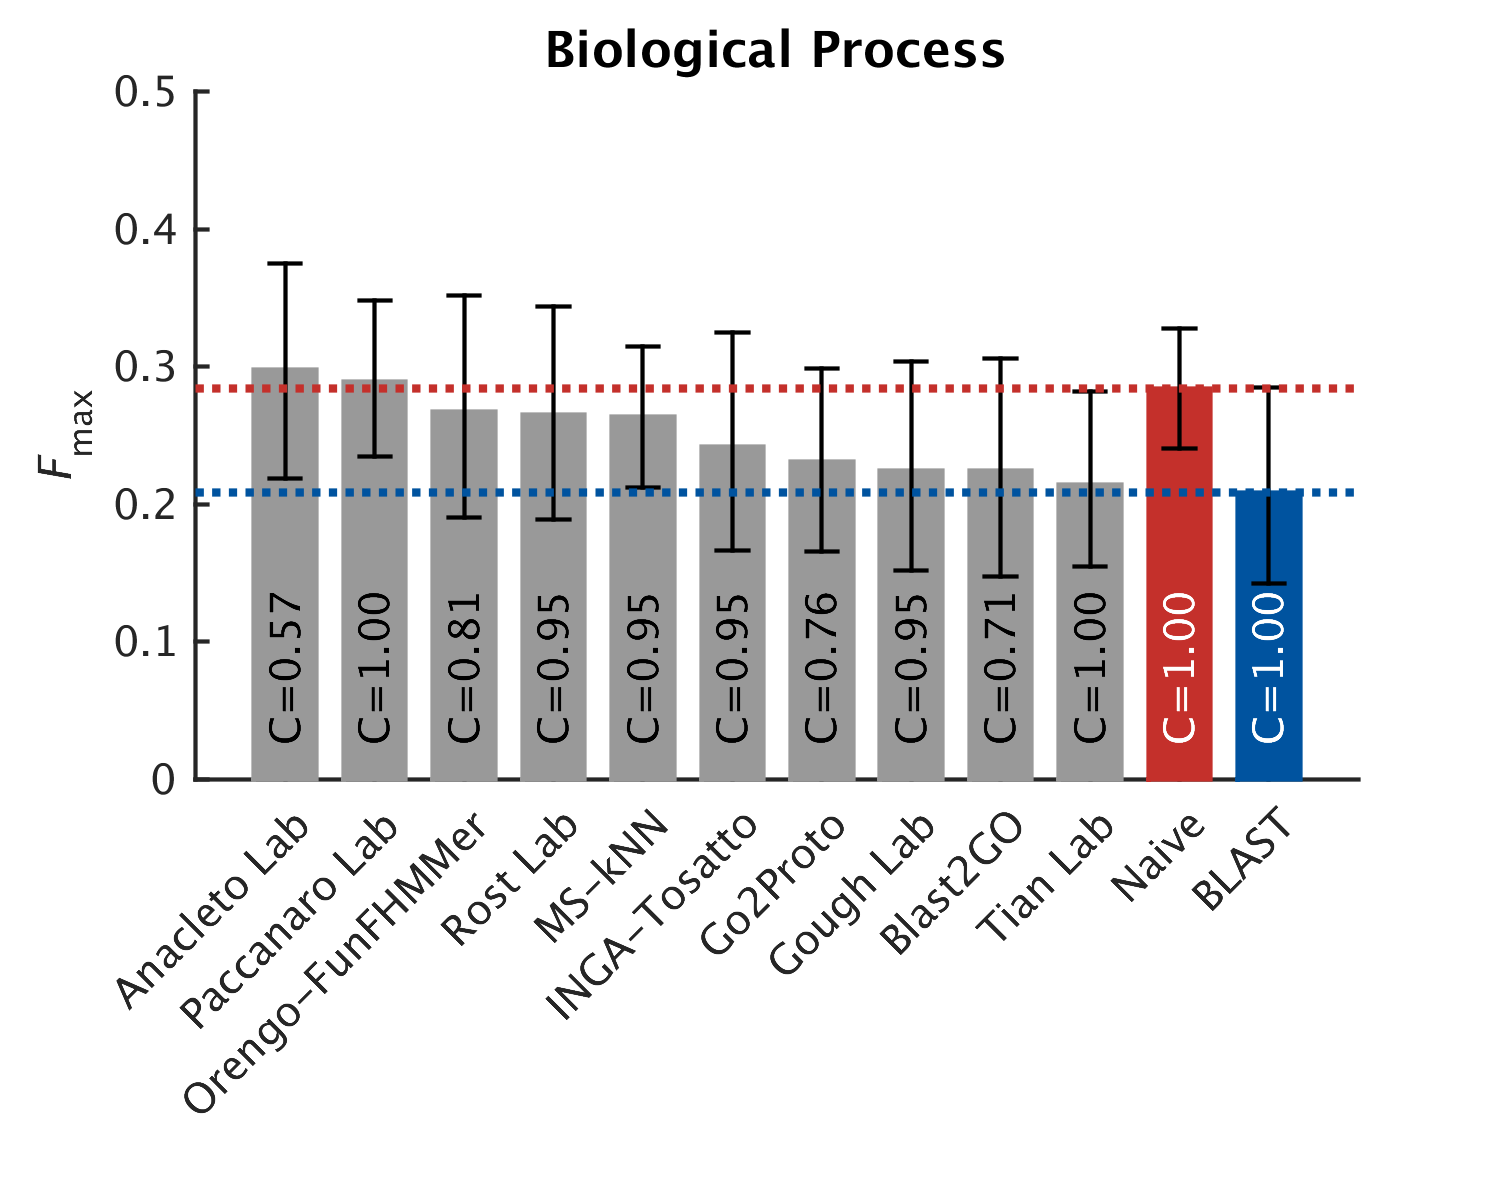 Biological Process
0.5
0.4
0.3
0.2
0.1
0
Fmax
C=0.57
C=1.00
C=0.81
C=0.95
C=0.95
C=0.95
C=0.76
C=0.95
C=0.71
C=1.00
C=1.00
C=1.00
Anacleto Lab
Paccanaro Lab
Orengo-FunFHMMer
Rost Lab
MS-kNN
INGA-Tosatto
Go2Proto
Gough Lab
Blast2GO
Tian Lab
Naive
BLAST